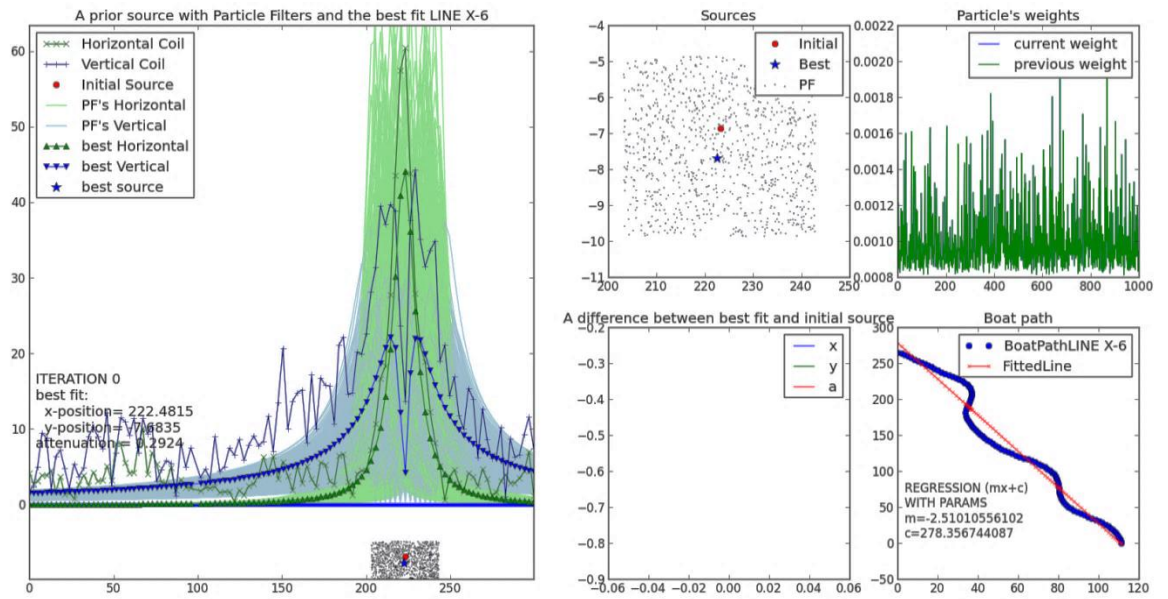 A prior source with Particle Filters and the best fit LINE X-6
60
50
40
30
20
10
0
0
50
100
150
200
250
Horizontal Coil
Vertical Coil
Initial Source
PF's Horizontal
PF's Vertical
best Horizontal
best Vertical
best source
ITERATION 0
best fit:
x-position= 222.4815
y-position= -7.6835
attenuation = 0.2924
Sources
−4
−5
−6
−7
−8
−9
−10
−11
200
210
220
230
240
250
Initial
Best
PF
Particle's weights
0.0022
0.0020
0.0018
0.0016
0.0014
0.0012
0.0010
0.0008
0
200
400
600
800
1000
current weight
previous weight
A difference between best fit and initial source
−0.2
−0.3
−0.4
−0.5
−0.6
−0.7
−0.8
−0.9
−0.06
−0.04
−0.02
0.00
0.02
0.04
0.06
x
y
a
Boat path
300
250
200
150
100
50
0
−50
0
20
40
60
80
100
120
BoatPathLINE X-6
FittedLine
REGRESSION (mx+c)
WITH PARAMS
m=-2.51010556102
c=278.356744087